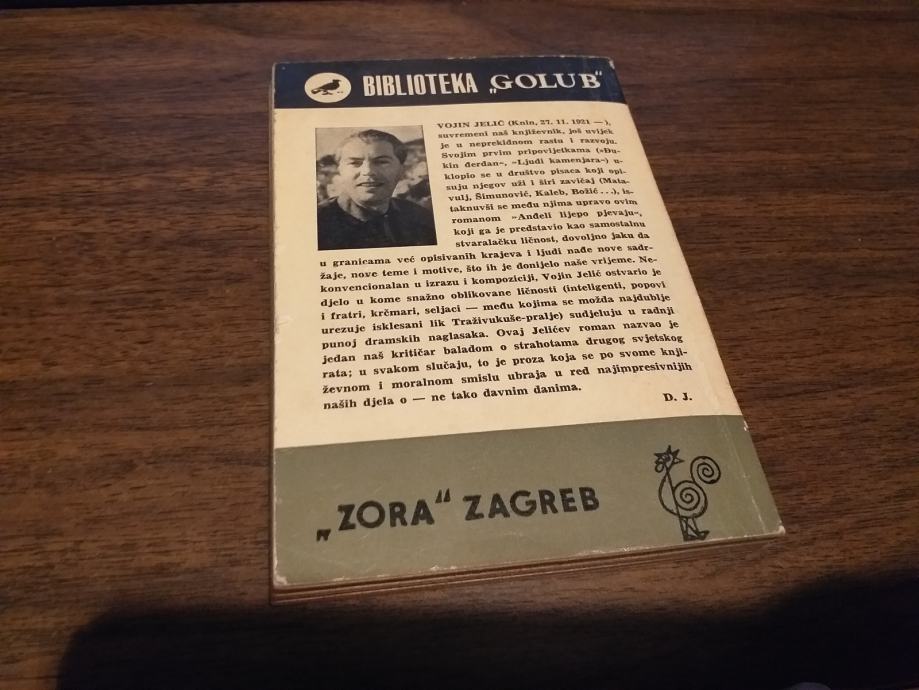 BIBLIOTEKA „GOLUB“
VOJIN JELIĆ (Knin, 27. 11. 1921 —),
suvremeni naš književnik, još uvijek
je u neprekidnom rastu i razvoju.
Svojim prvim pripovijetkama (»Đu-
kin đerdan«, »Ljudi kamenjara«) u-
klopio se u društvo pisaca koji opi-
suju njegov uži i širi zavičaj (Mata-
vulj, Šimunović, Kaleb, Božić...), is-
taknuvši se među njima upravo ovim
romanom »Anđeli lijepo pjevaju«,
koji ga je predstavio kao samostalnu
stvaralačku ličnost, dovoljno jaku da
u granicama već opisivanih krajeva i ljudi nađe nove sadr-
žaje, nove teme i motive, što ih je donijelo naše vrijeme. Ne-
konvencionalan u izrazu i kompoziciji, Vojin Jelić ostvario je
djelo u kome snažno oblikovane ličnosti (inteligenti, popovi
i fratri, krčmari, seljaci — među kojima se možda najdublje
urezuje isklesani lik Traživukuše-pralje) sudjeluju u radnji
punoj dramskih naglasaka. Ovaj Jelićev roman nazvao je
jedan naš kritičar baladom o strahotama drugog svjetskog
rata; u svakom slučaju, to je proza koja se po svome knji-
ževnom i moralnom smislu ubraja u red najimpresivnijih
naših djela o — ne tako davnim danima.
D. J.
„ZORA“ ZAGREB